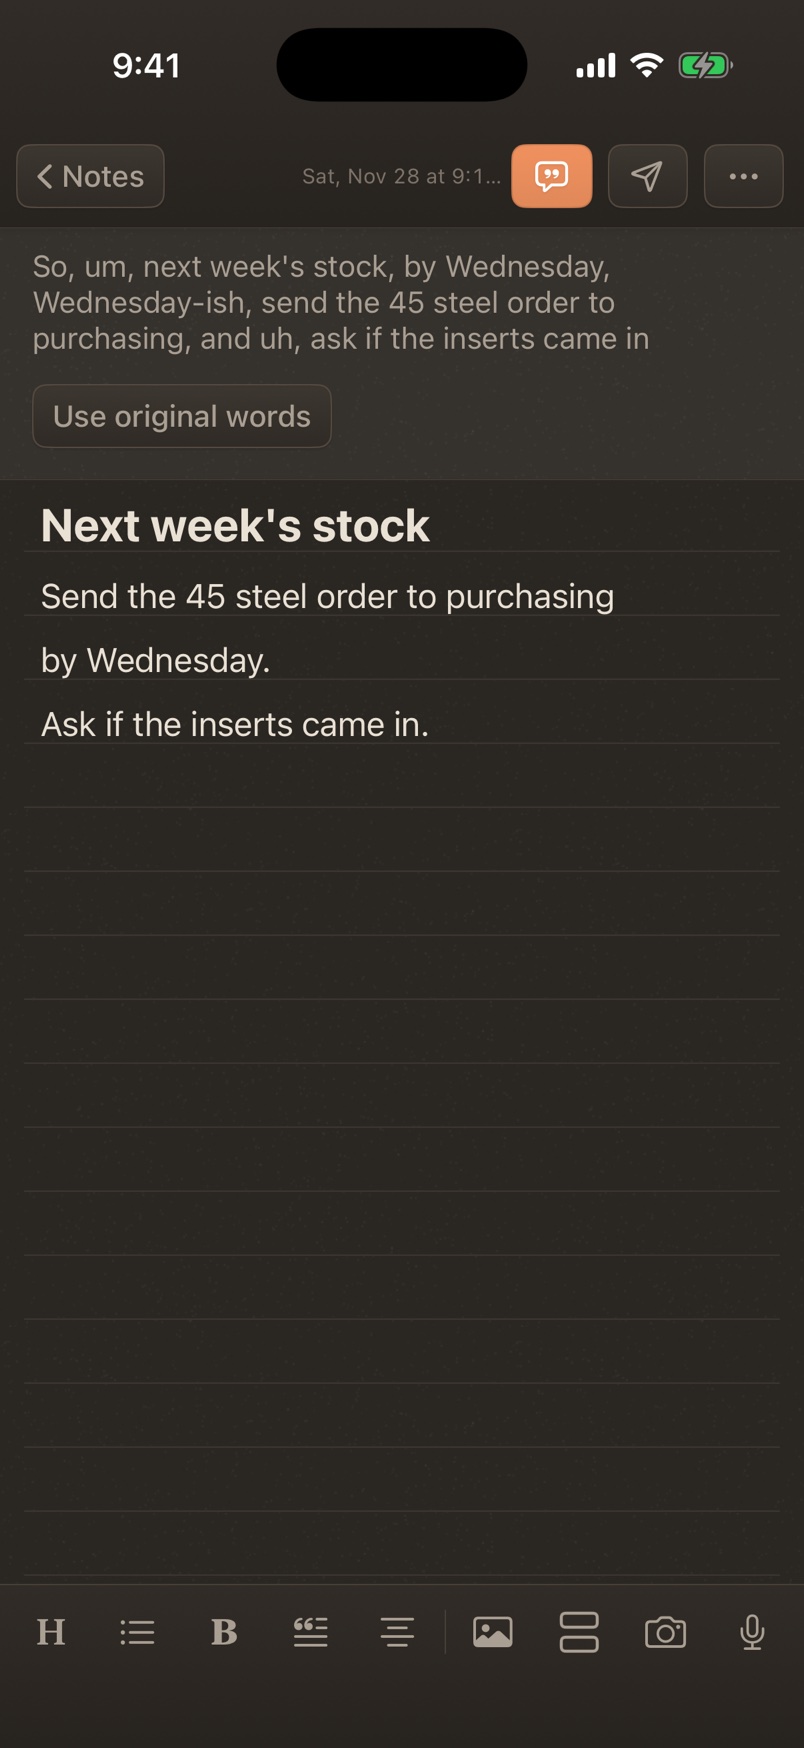 9:41
Notes
Sat, Nov 28 at 9:1...
So, um, next week's stock, by Wednesday,
Wednesday-ish, send the 45 steel order to
purchasing, and uh, ask if the inserts came in
Use original words
Next week's stock
Send the 45 steel order to purchasing
by Wednesday.
Ask if the inserts came in.
H
B